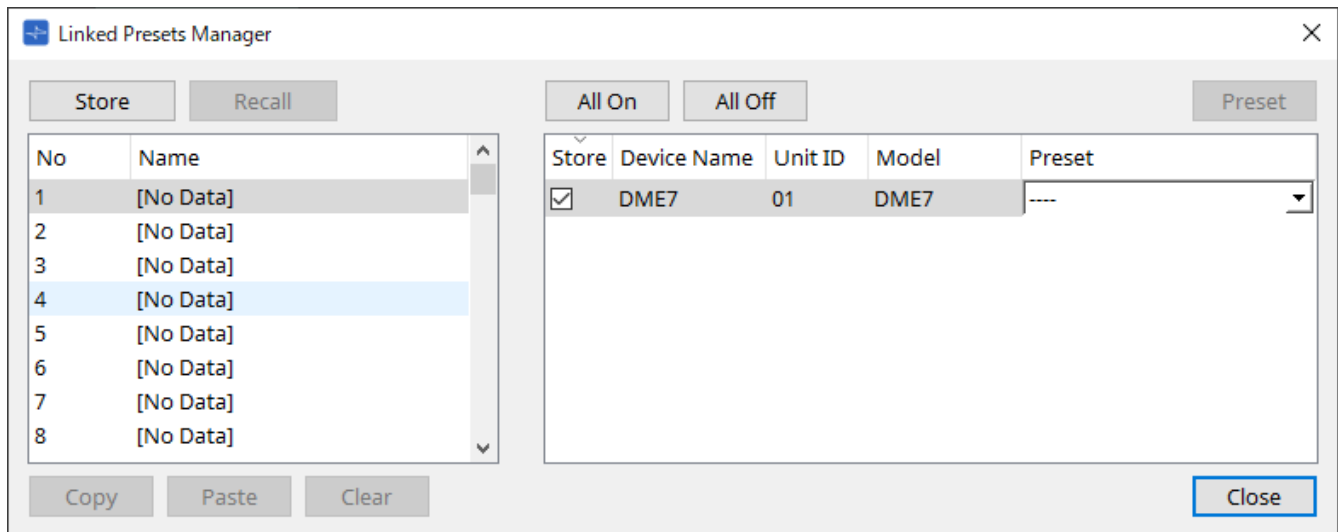 Linked Presets Manager
Store Recall All On All Off Preset
No Name Store Device Name Unit ID Model Preset
1 [No Data] DME7 01 DME7 ----
2 [No Data]
3 [No Data]
4 [No Data]
5 [No Data]
6 [No Data]
7 [No Data]
8 [No Data]
Copy Paste Clear Close